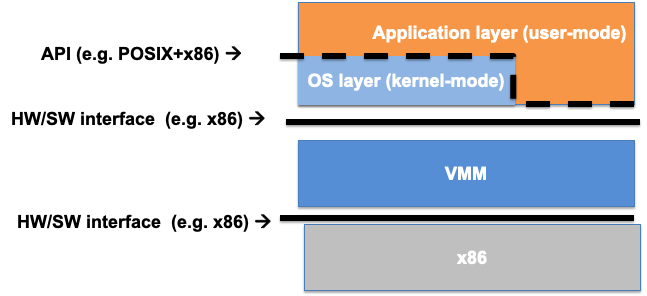 Application layer (user-mode)
API (e.g. POSIX+x86) →
OS layer (kernel-mode)
HW/SW interface  (e.g. x86) →
VMM
HW/SW interface  (e.g. x86) →
x86